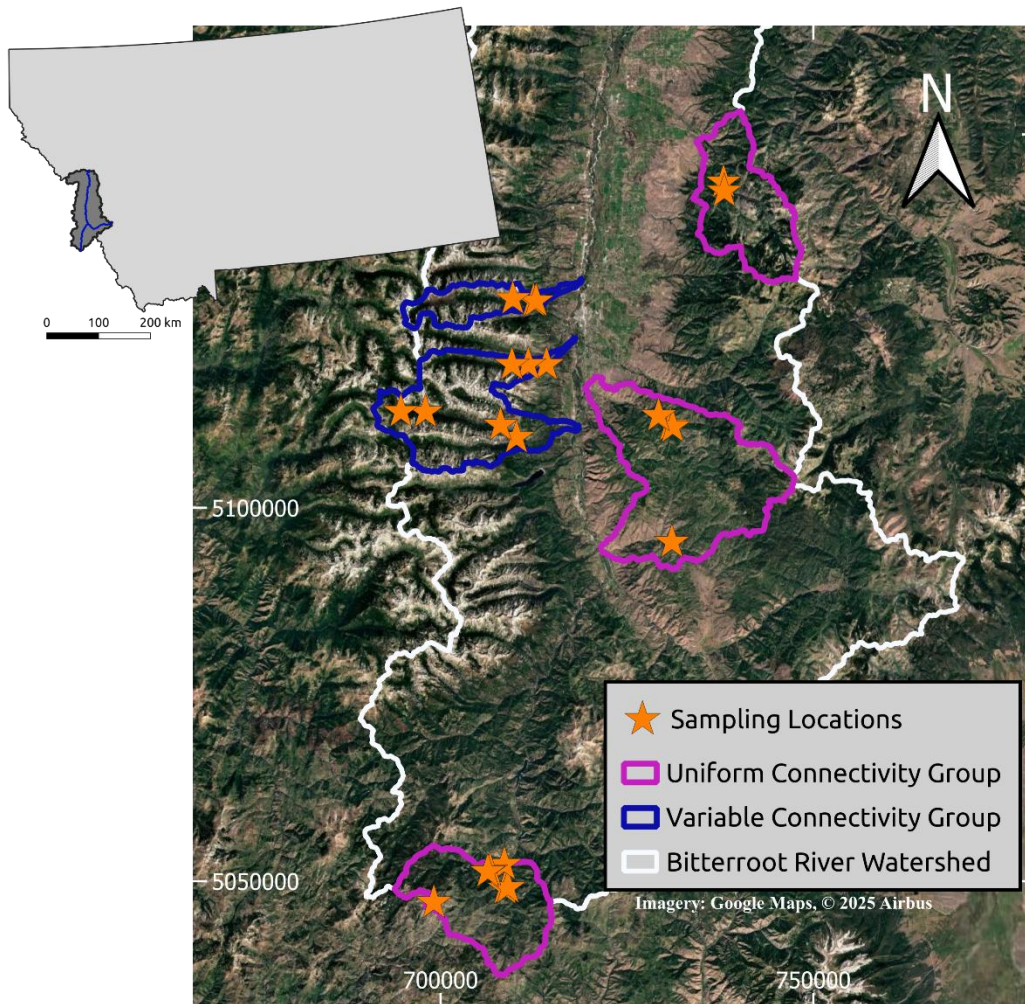 N
0 100 200 km
5100000
Sampling Locations
Uniform Connectivity Group
Variable Connectivity Group
Bitterroot River Watershed
5050000
Imagery: Google Maps, © 2025 Airbus
700000 750000